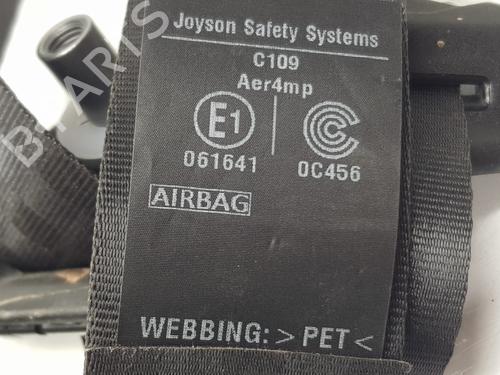 Joyson Safety Systems
C109
Aer4mp
E1
061641 0C456
AIRBAG
WEBBING: >PET<